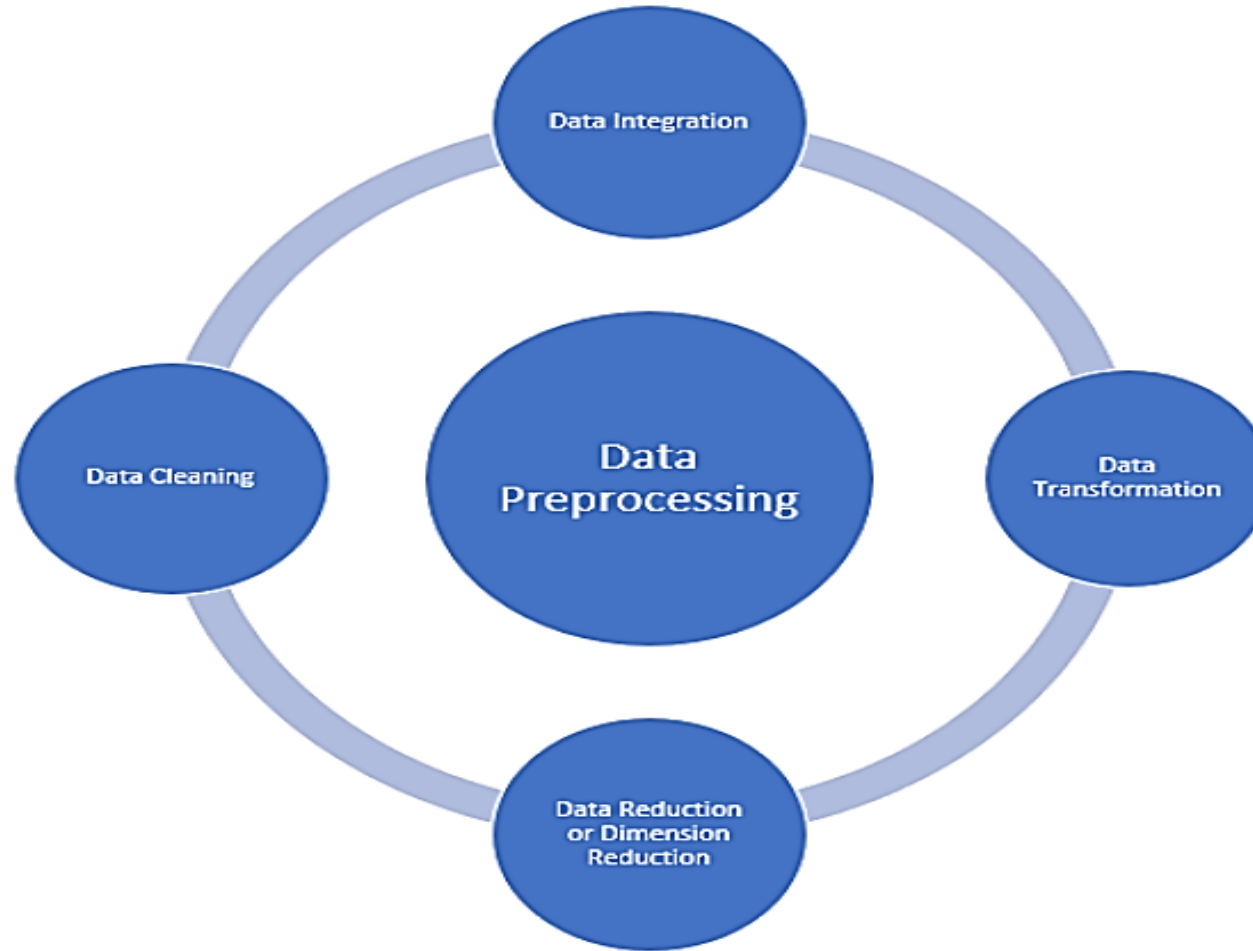 Data Integration
Data Cleaning
Data
Preprocessing
Data
Transformation
Data Reduction
or Dimension
Reduction